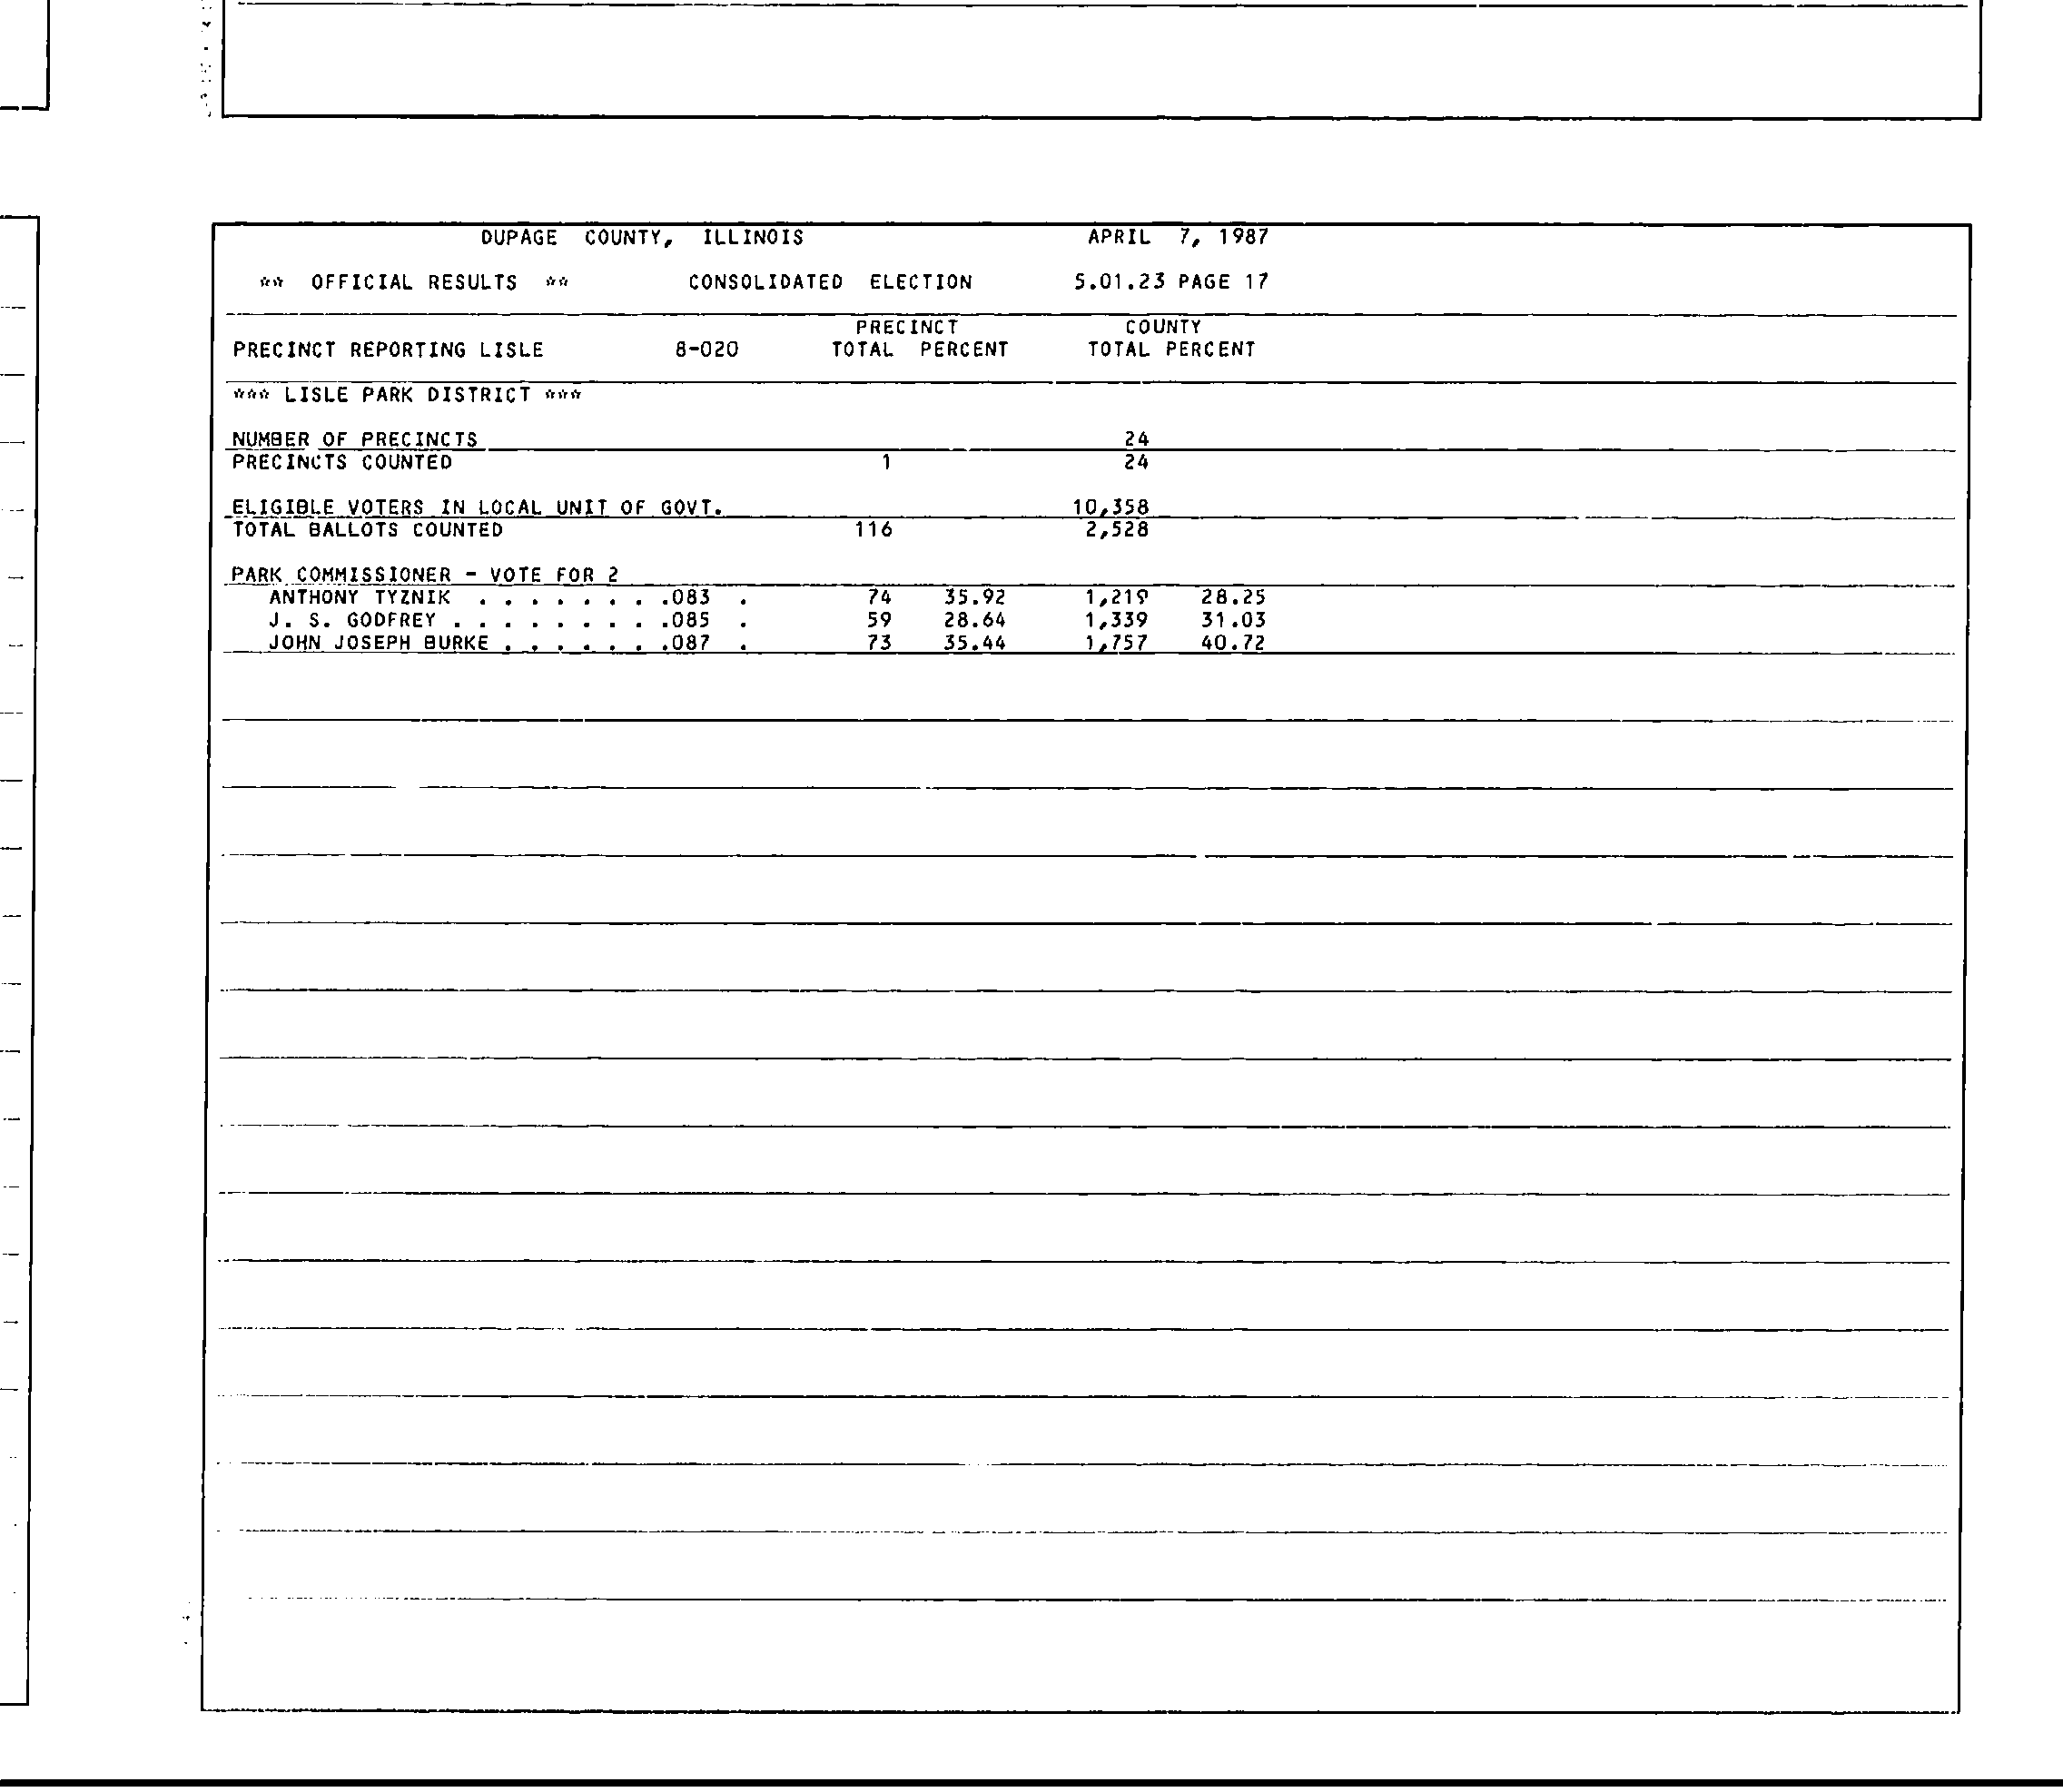 DUPAGE COUNTY, ILLINOIS APRIL 7, 1987
** OFFICIAL RESULTS ** CONSOLIDATED ELECTION 5.01.23 PAGE 17
PRECINCT COUNTY
PRECINCT REPORTING LISLE 8-020 TOTAL PERCENT TOTAL PERCENT
*** LISLE PARK DISTRICT ***
NUMBER OF PRECINCTS 24
PRECINCTS COUNTED 1 24
ELIGIBLE VOTERS IN LOCAL UNIT OF GOVT. 10,358
TOTAL BALLOTS COUNTED 116 2,528
PARK COMMISSIONER - VOTE FOR 2
ANTHONY TYZNIK . . . . . . . .083 . 74 35.92 1,219 28.25
J. S. GODFREY . . . . . . . . .085 . 59 28.64 1,339 31.03
JOHN JOSEPH BURKE . . . . . . .087 . 73 35.44 1,757 40.72